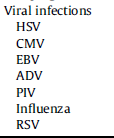 Viral infections
HSV
CMV
EBV
ADV
PIV
Influenza
RSV